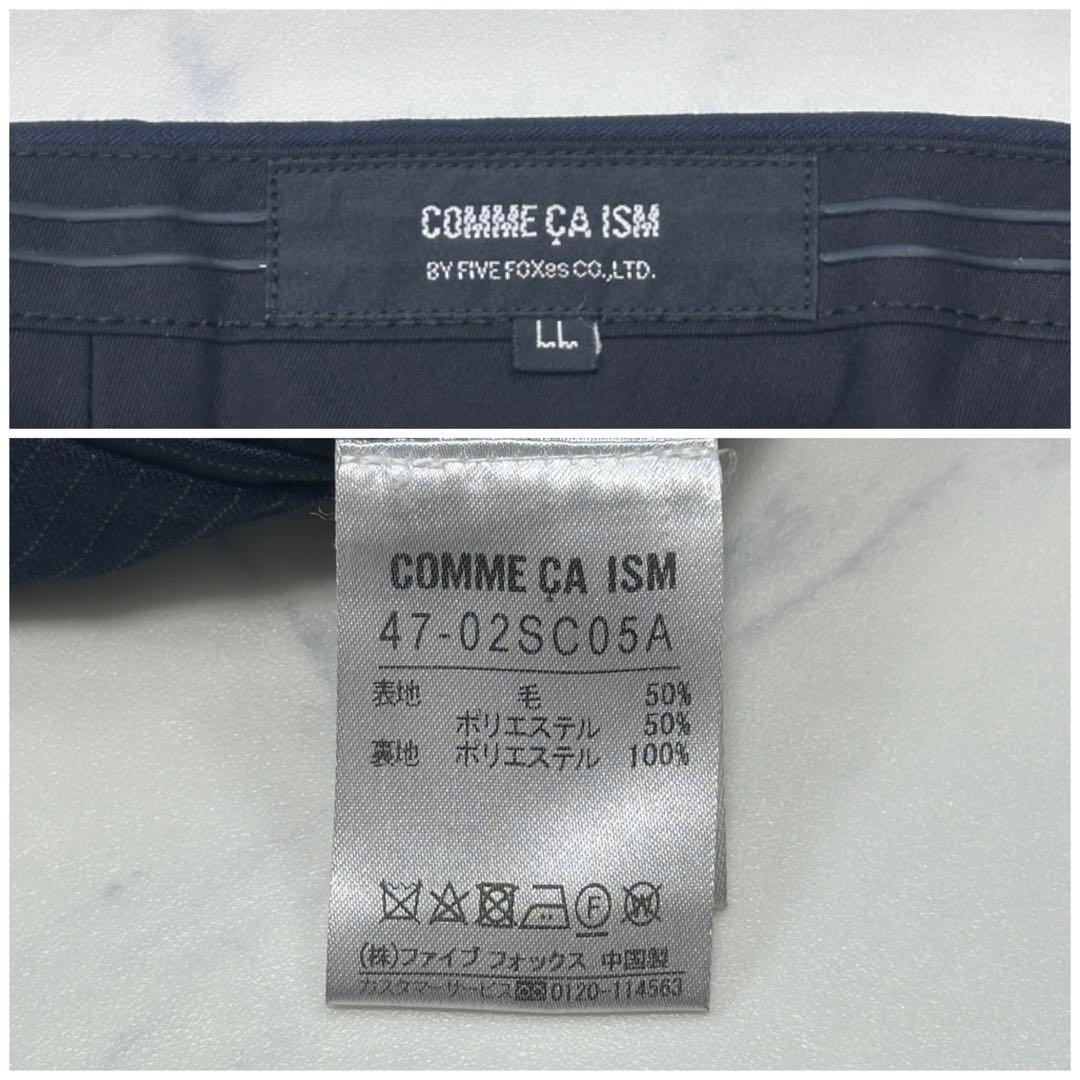 COMME ÇA ISM
BY FIVE FOXes CO.,LTD.
LL
COMME ÇA ISM
47-02SC05A
表地 毛 50%
ポリエステル 50%
裏地 ポリエステル 100%
F W
(株)ファイブ フォックス 中国製
カスタマーサービス 0120-114563